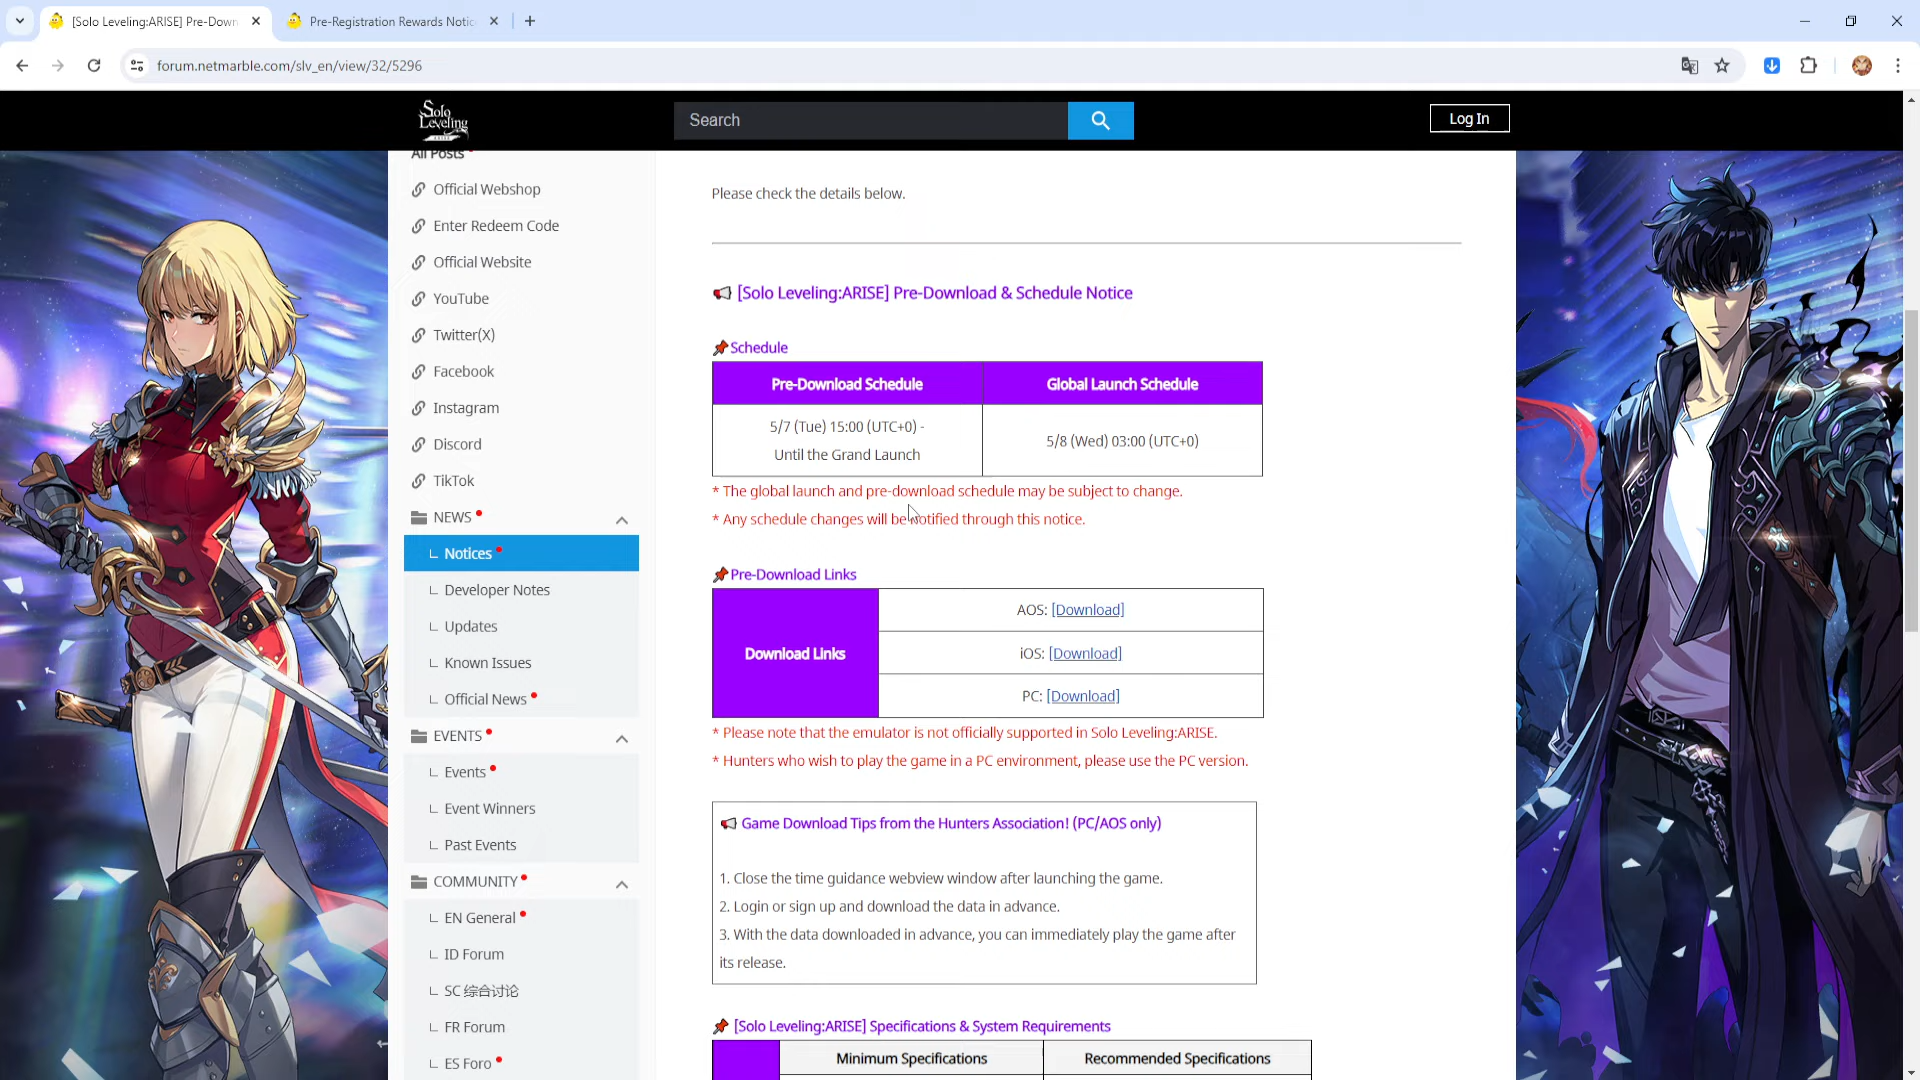 [Solo Leveling:ARISE] Pre-Down
Pre-Registration Rewards Notic
forum.netmarble.com/slv_en/view/32/5296
Solo
Leveling
ARISE
Search
Log In
All Posts
Official Webshop
Enter Redeem Code
Official Website
YouTube
Twitter(X)
Facebook
Instagram
Discord
TikTok
NEWS
Notices
Developer Notes
Updates
Known Issues
Official News
EVENTS
Events
Event Winners
Past Events
COMMUNITY
EN General
ID Forum
SC 综合讨论
FR Forum
ES Foro
Please check the details below.
[Solo Leveling:ARISE] Pre-Download & Schedule Notice
Schedule
Pre-Download Schedule
Global Launch Schedule
5/7 (Tue) 15:00 (UTC+0) -
Until the Grand Launch
5/8 (Wed) 03:00 (UTC+0)
* The global launch and pre-download schedule may be subject to change.
* Any schedule changes will be notified through this notice.
Pre-Download Links
Download Links
AOS: [Download]
iOS: [Download]
PC: [Download]
* Please note that the emulator is not officially supported in Solo Leveling:ARISE.
* Hunters who wish to play the game in a PC environment, please use the PC version.
Game Download Tips from the Hunters Association! (PC/AOS only)
1. Close the time guidance webview window after launching the game.
2. Login or sign up and download the data in advance.
3. With the data downloaded in advance, you can immediately play the game after
its release.
[Solo Leveling:ARISE] Specifications & System Requirements
Minimum Specifications
Recommended Specifications